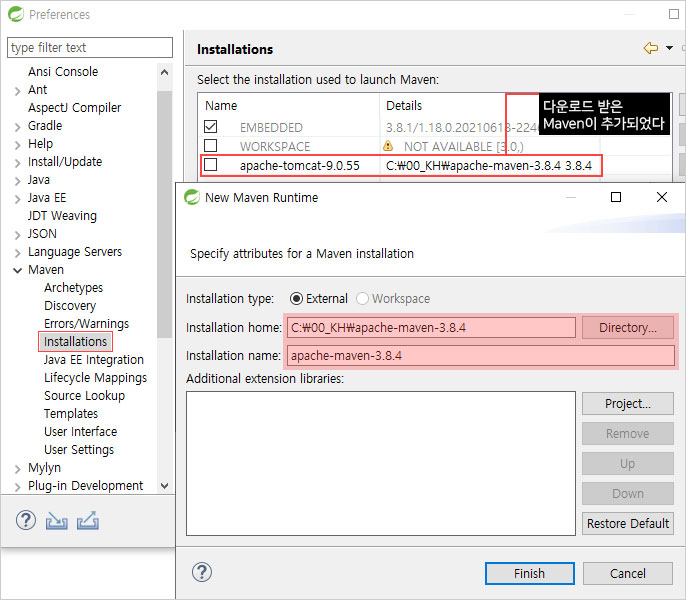 Preferences
type filter text
Ansi Console
Ant
AspectJ Compiler
Gradle
Help
Install/Update
Java
Java EE
JDT Weaving
JSON
Language Servers
Maven
Archetypes
Discovery
Errors/Warnings
Installations
Java EE Integration
Lifecycle Mappings
Source Lookup
Templates
User Interface
User Settings
Mylyn
Plug-in Development
Installations
Select the installation used to launch Maven:
Name Details
EMBEDDED 3.8.1/1.18.0.20210618-224
WORKSPACE NOT AVAILABLE [3.0,)
apache-tomcat-9.0.55 C:₩00_KH₩apache-maven-3.8.4 3.8.4
다운로드 받은
Maven이 추가되었다
New Maven Runtime
Specify attributes for a Maven installation
Installation type: External Workspace
Installation home: C:₩00_KH₩apache-maven-3.8.4 Directory...
Installation name: apache-maven-3.8.4
Additional extension libraries:
Project...
Remove
Up
Down
Restore Default
Finish Cancel